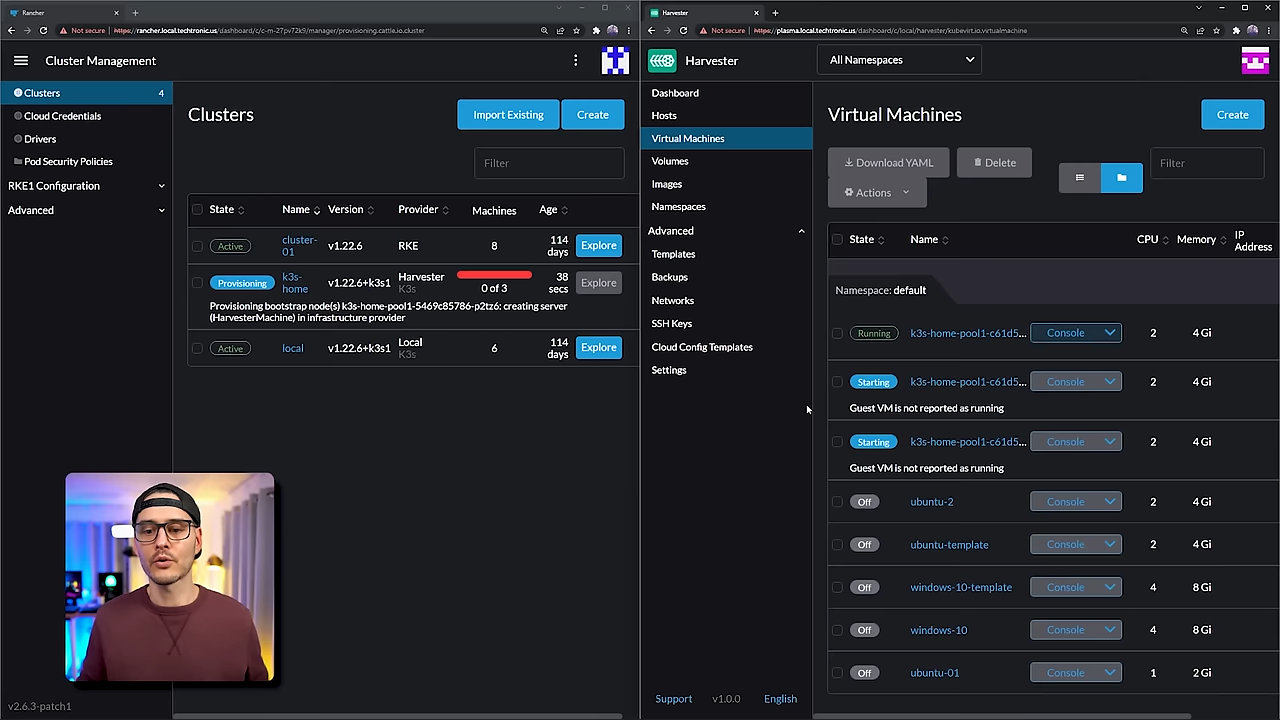 Rancher
Not secure
https://rancher.local.techtronic.us/dashboard/c/c-m-27pv72k9/manager/provisioning.cattle.io.cluster
Cluster Management
Clusters 4
Cloud Credentials
Drivers
Pod Security Policies
RKE1 Configuration
Advanced
v2.6.3-patch1
Clusters
Import Existing
Create
Filter
State Name Version Provider Machines Age
Active cluster-01 v1.22.6 RKE 8 114 days Explore
Provisioning k3s-home v1.22.6+k3s1 Harvester K3s 0 of 3 38 secs Explore
Provisioning bootstrap node(s) k3s-home-pool1-5469c85786-p2tz6: creating server
(HarvesterMachine) in infrastructure provider
Active local v1.22.6+k3s1 Local K3s 6 114 days Explore
Harvester
Not secure
https://plasma.local.techtronic.us/dashboard/c/local/harvester/kubevirt.io.virtualmachine
Harvester
All Namespaces
Dashboard
Hosts
Virtual Machines
Volumes
Images
Namespaces
Advanced
Templates
Backups
Networks
SSH Keys
Cloud Config Templates
Settings
Support v1.0.0 English
Virtual Machines
Create
Download YAML
Delete
Actions
Filter
State Name CPU Memory IP Address
Namespace: default
Running k3s-home-pool1-c61d5... Console 2 4 Gi
Starting k3s-home-pool1-c61d5... Console 2 4 Gi
Guest VM is not reported as running
Starting k3s-home-pool1-c61d5... Console 2 4 Gi
Guest VM is not reported as running
Off ubuntu-2 Console 2 4 Gi
Off ubuntu-template Console 2 4 Gi
Off windows-10-template Console 4 8 Gi
Off windows-10 Console 4 8 Gi
Off ubuntu-01 Console 1 2 Gi